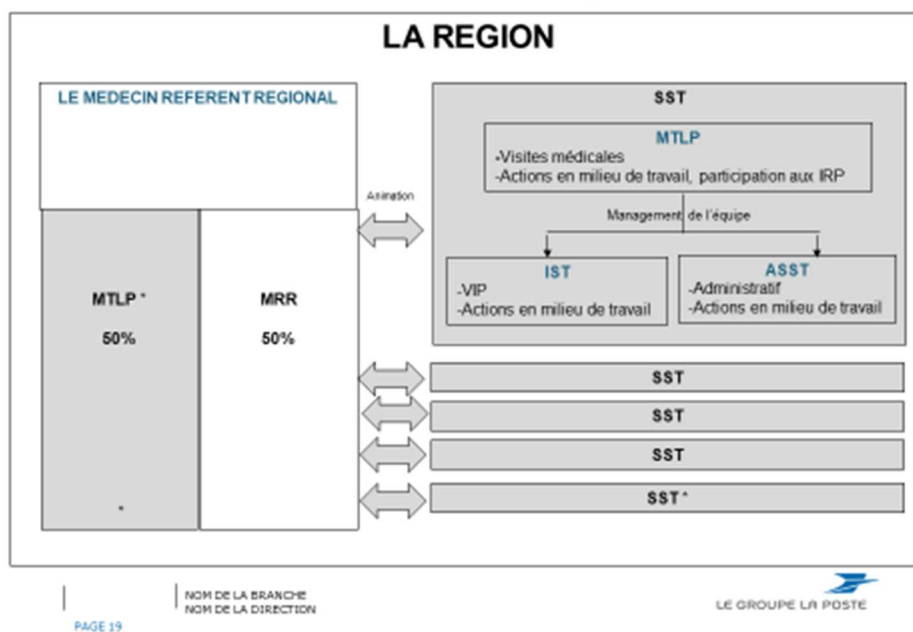 LA REGION
LE MEDECIN REFERENT REGIONAL
MTLP *
50%
*
MRR
50%
Animation
SST
MTLP
-Visites médicales
-Actions en milieu de travail, participation aux IRP
Management de l'équipe
IST
-VIP
-Actions en milieu de travail
ASST
-Administratif
-Actions en milieu de travail
SST
SST
SST
SST *
NOM DE LA BRANCHE
NOM DE LA DIRECTION
PAGE 19
LE GROUPE LA POSTE